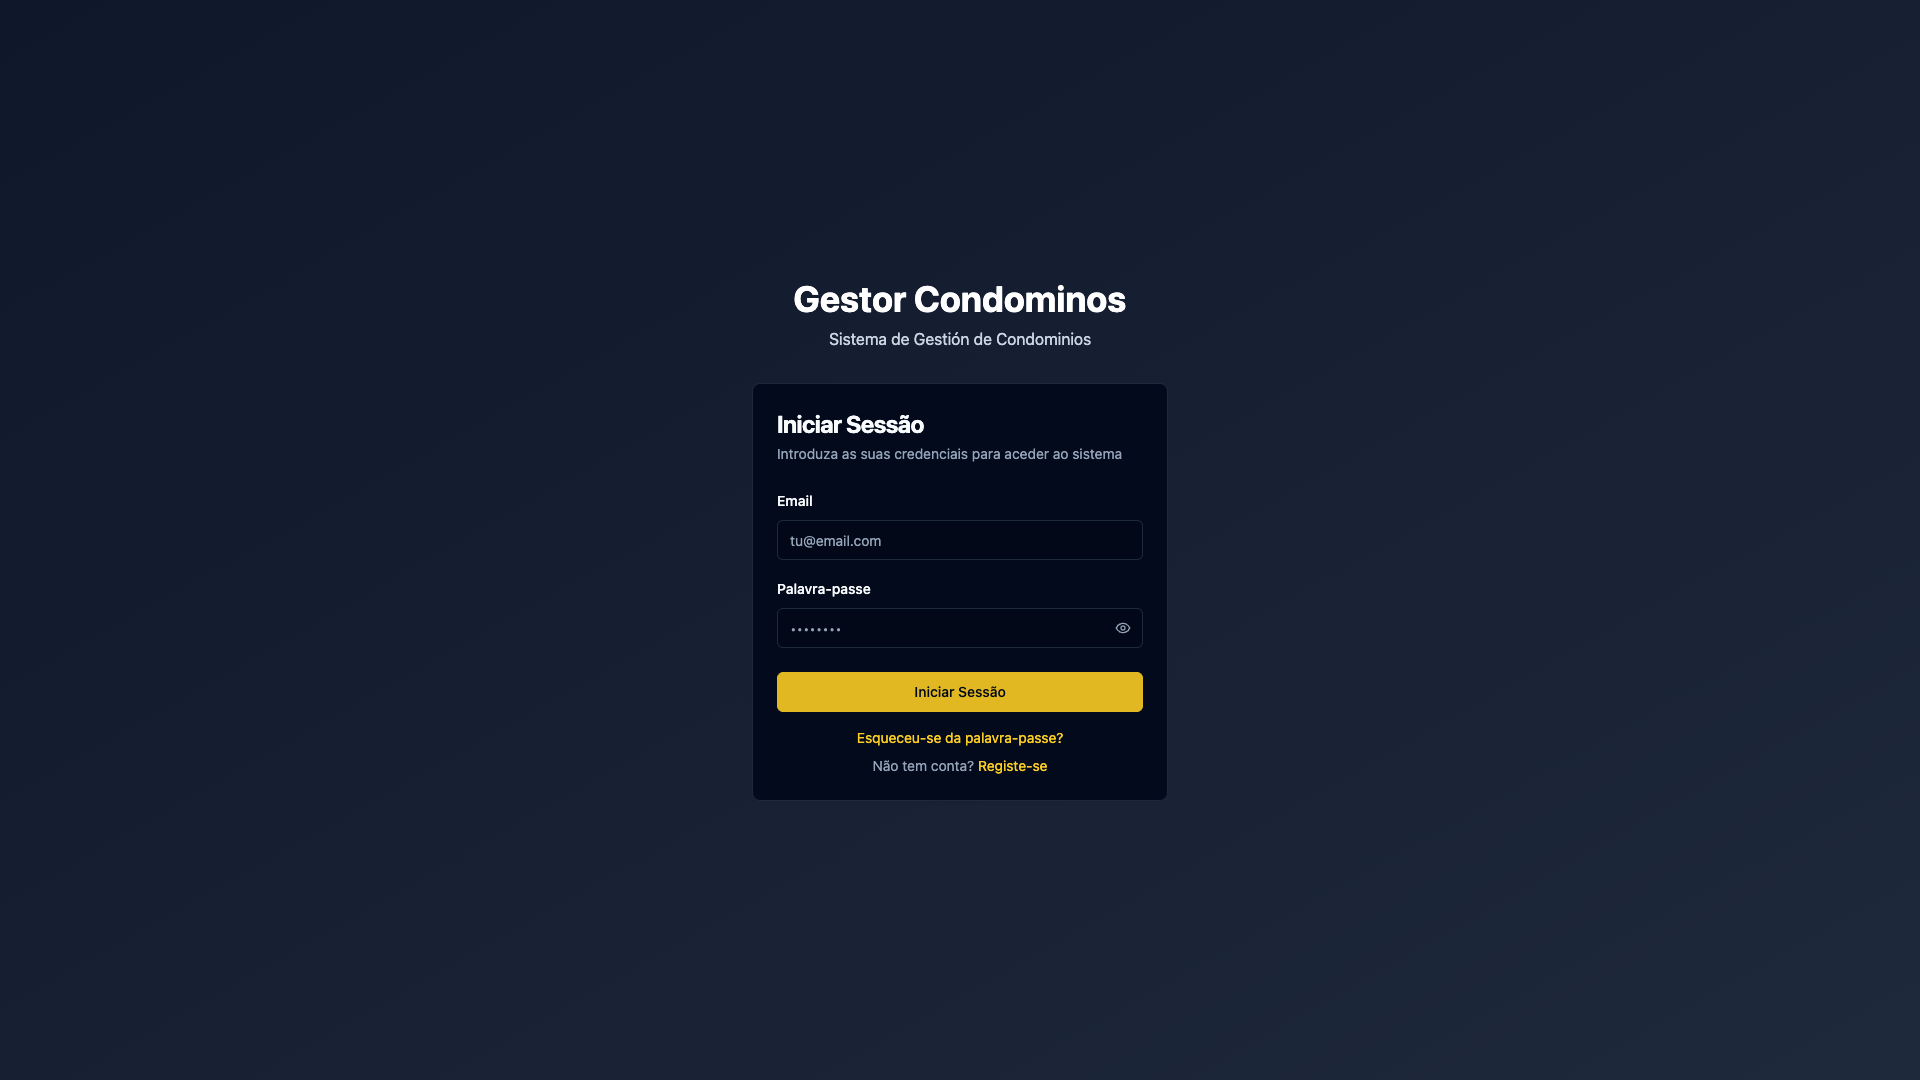 Gestor Condominos
Sistema de Gestión de Condominios
Iniciar Sessão
Introduza as suas credenciais para aceder ao sistema
Email
tu@email.com
Palavra-passe
••••••••
Iniciar Sessão
Esqueceu-se da palavra-passe?
Não tem conta? Registe-se